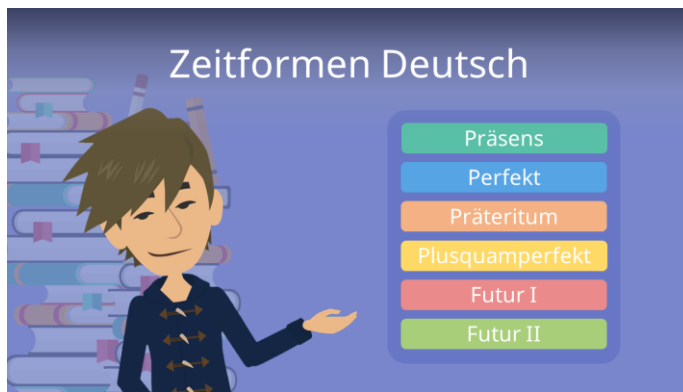 Zeitformen Deutsch
Präsens
Perfekt
Präteritum
Plusquamperfekt
Futur I
Futur II